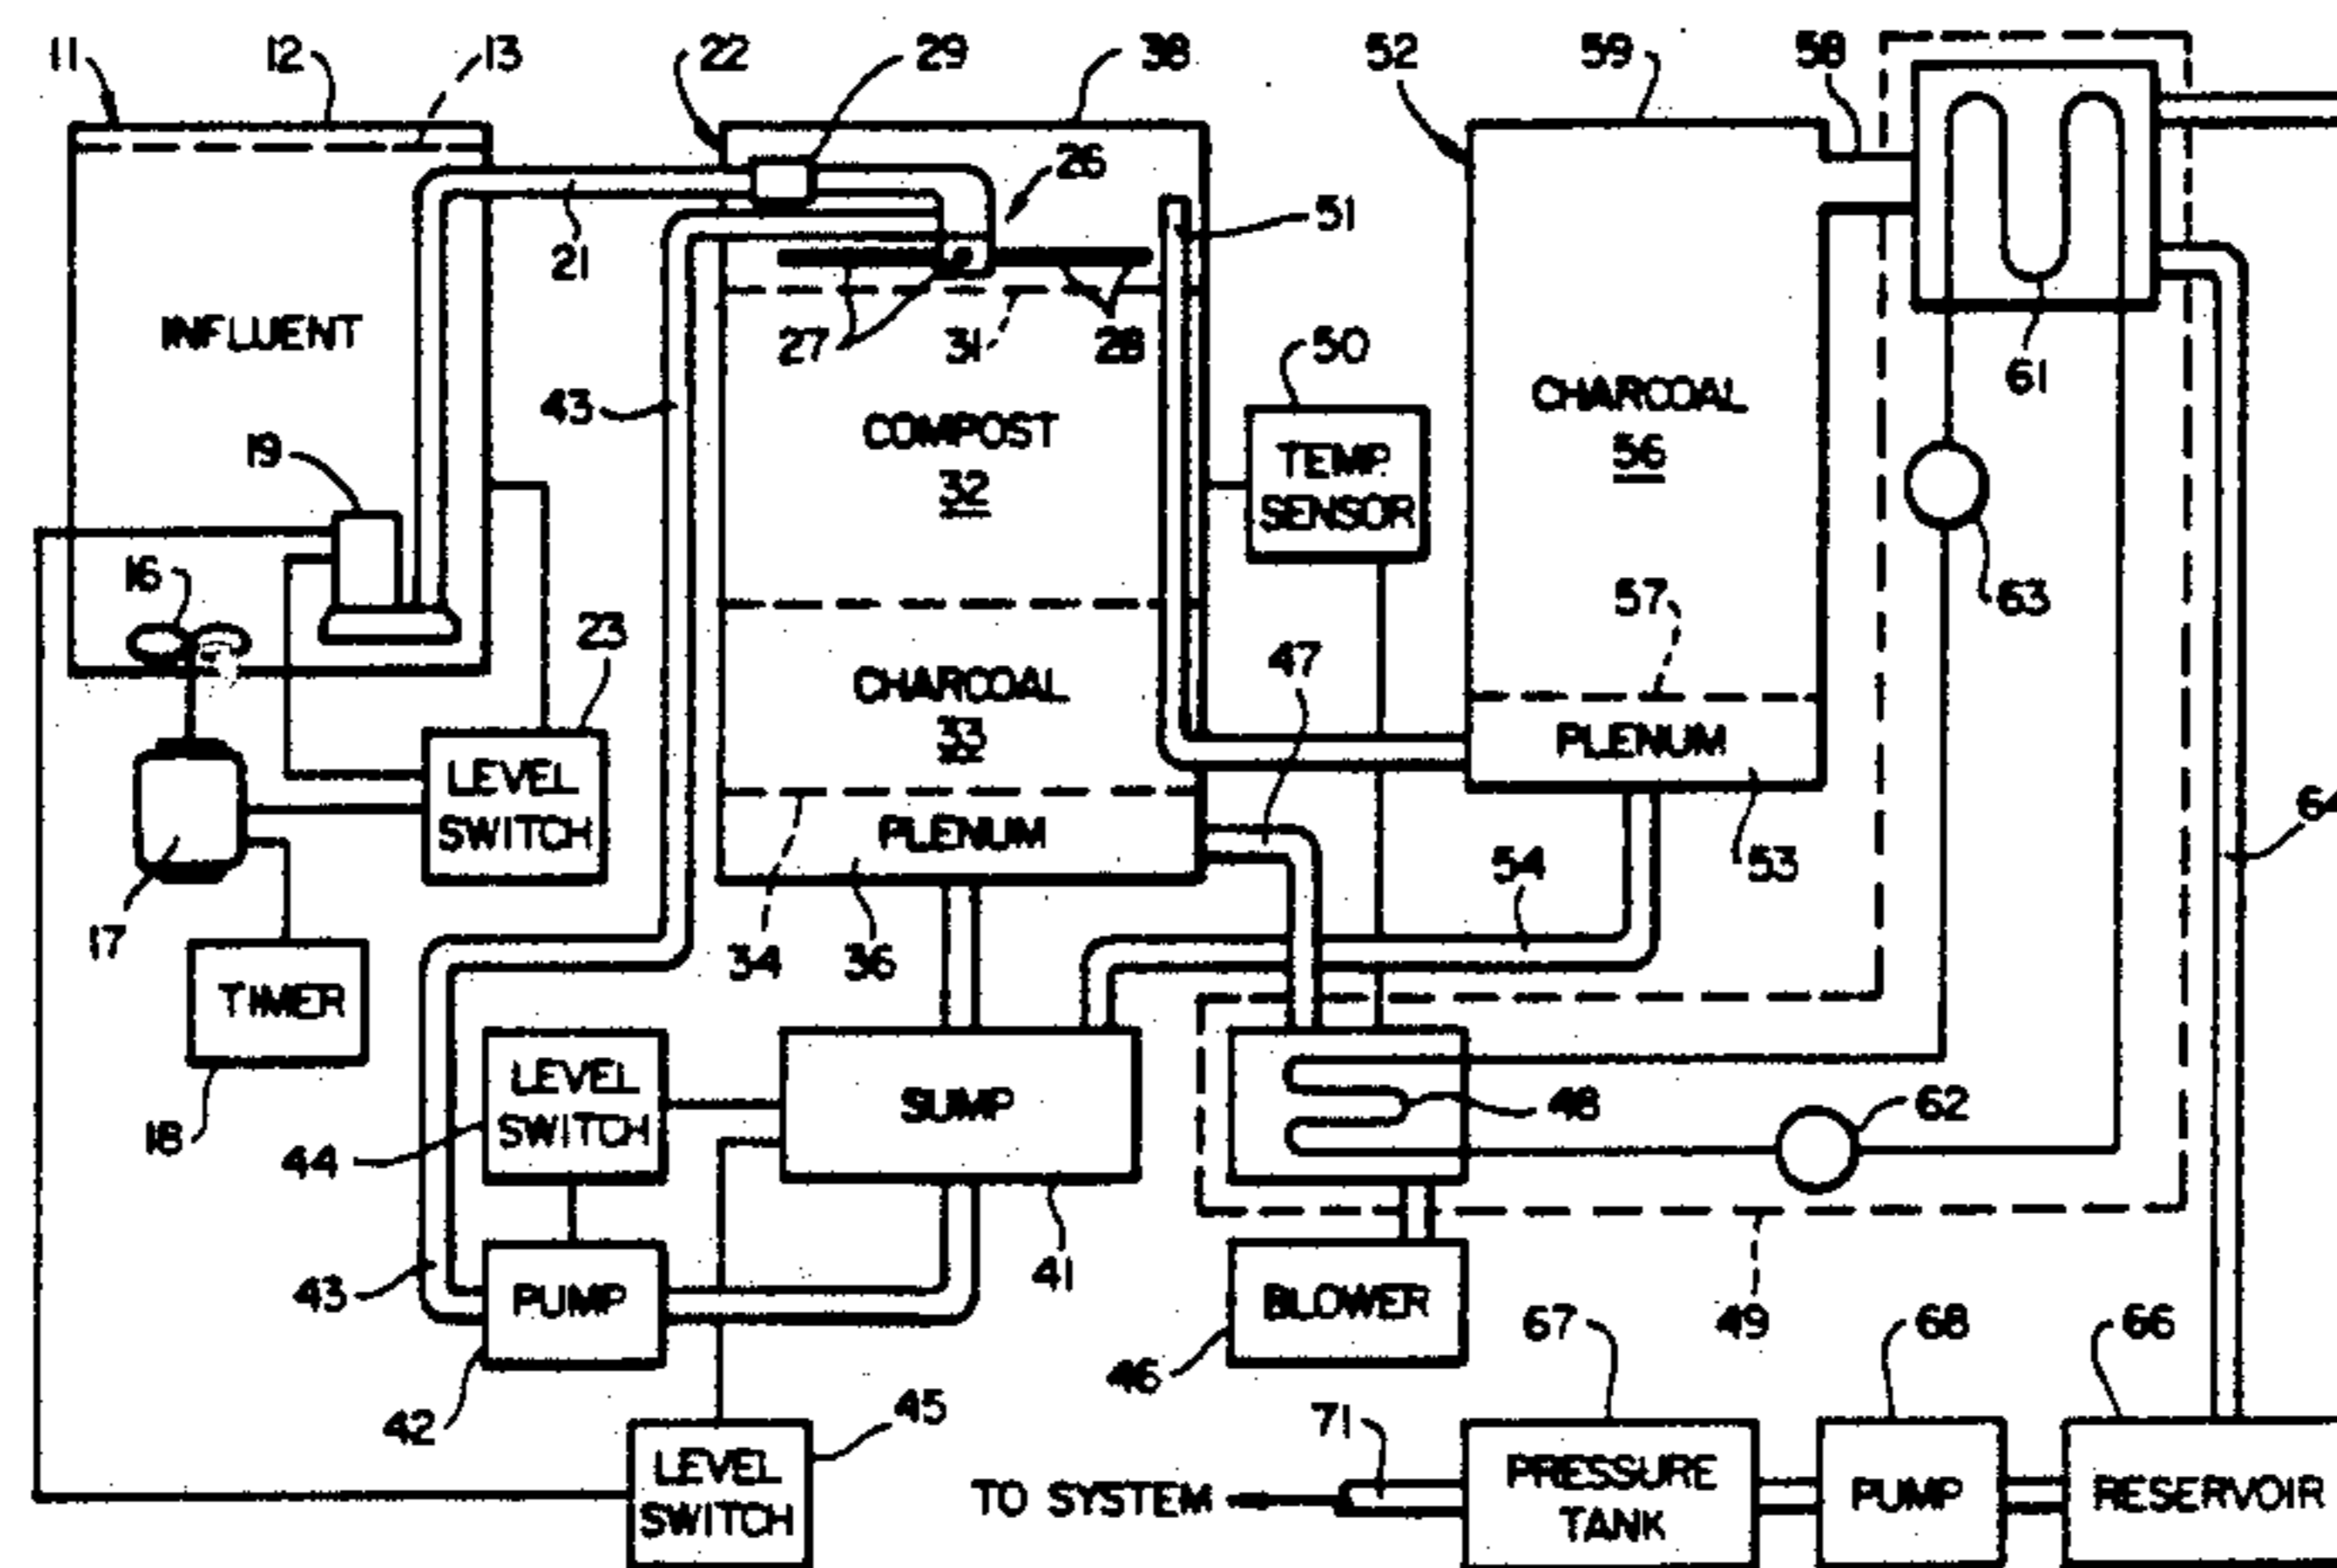 11 12 13 22 29 38 52 59 58
26
51
21
INFLUENT
27 31 28 50 61
43 COMPOST CHARCOAL
32 56
19 TEMP
SENSOR
16 57 63
23 47
CHARCOAL
33
LEVEL
SWITCH
PLENUM
PLENUM
64
17 34 36 54 53
TIMER
18
LEVEL
SWITCH
44
SUMP
48 62
43 PUMP 41 BLOWER
42 46 67 49 68 66
45 71
LEVEL
SWITCH
TO SYSTEM
PRESSURE
TANK
PUMP
RESERVOIR